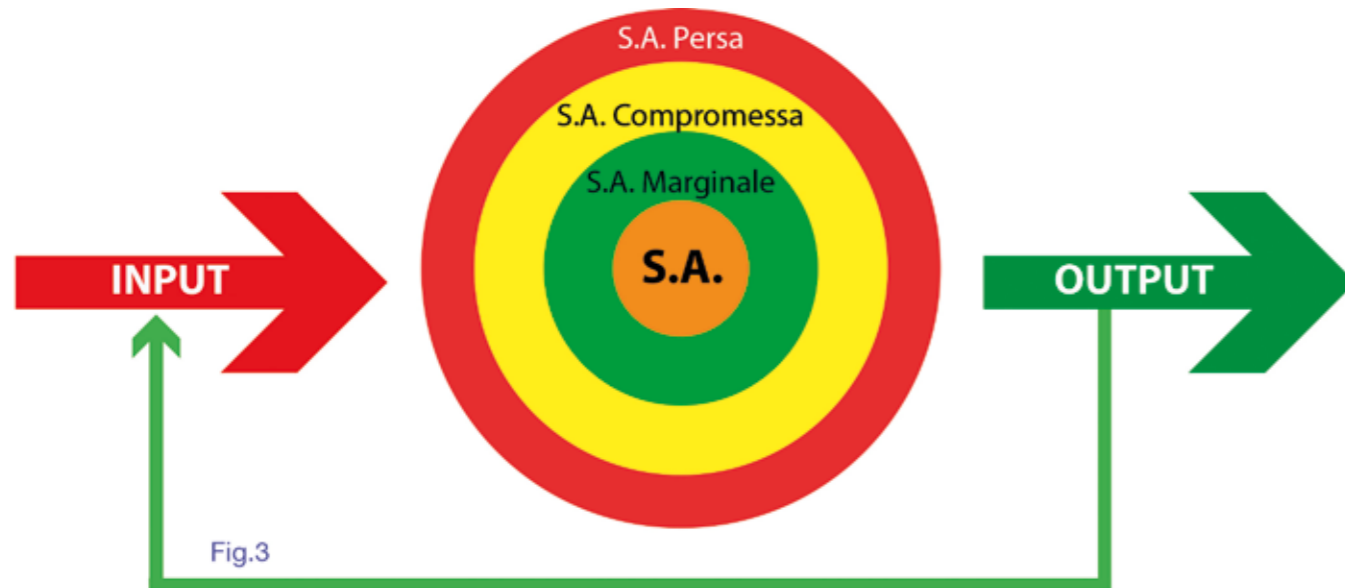 S.A. Persa
S.A. Compromessa
S.A. Marginale
INPUT
S.A.
OUTPUT
Fig.3